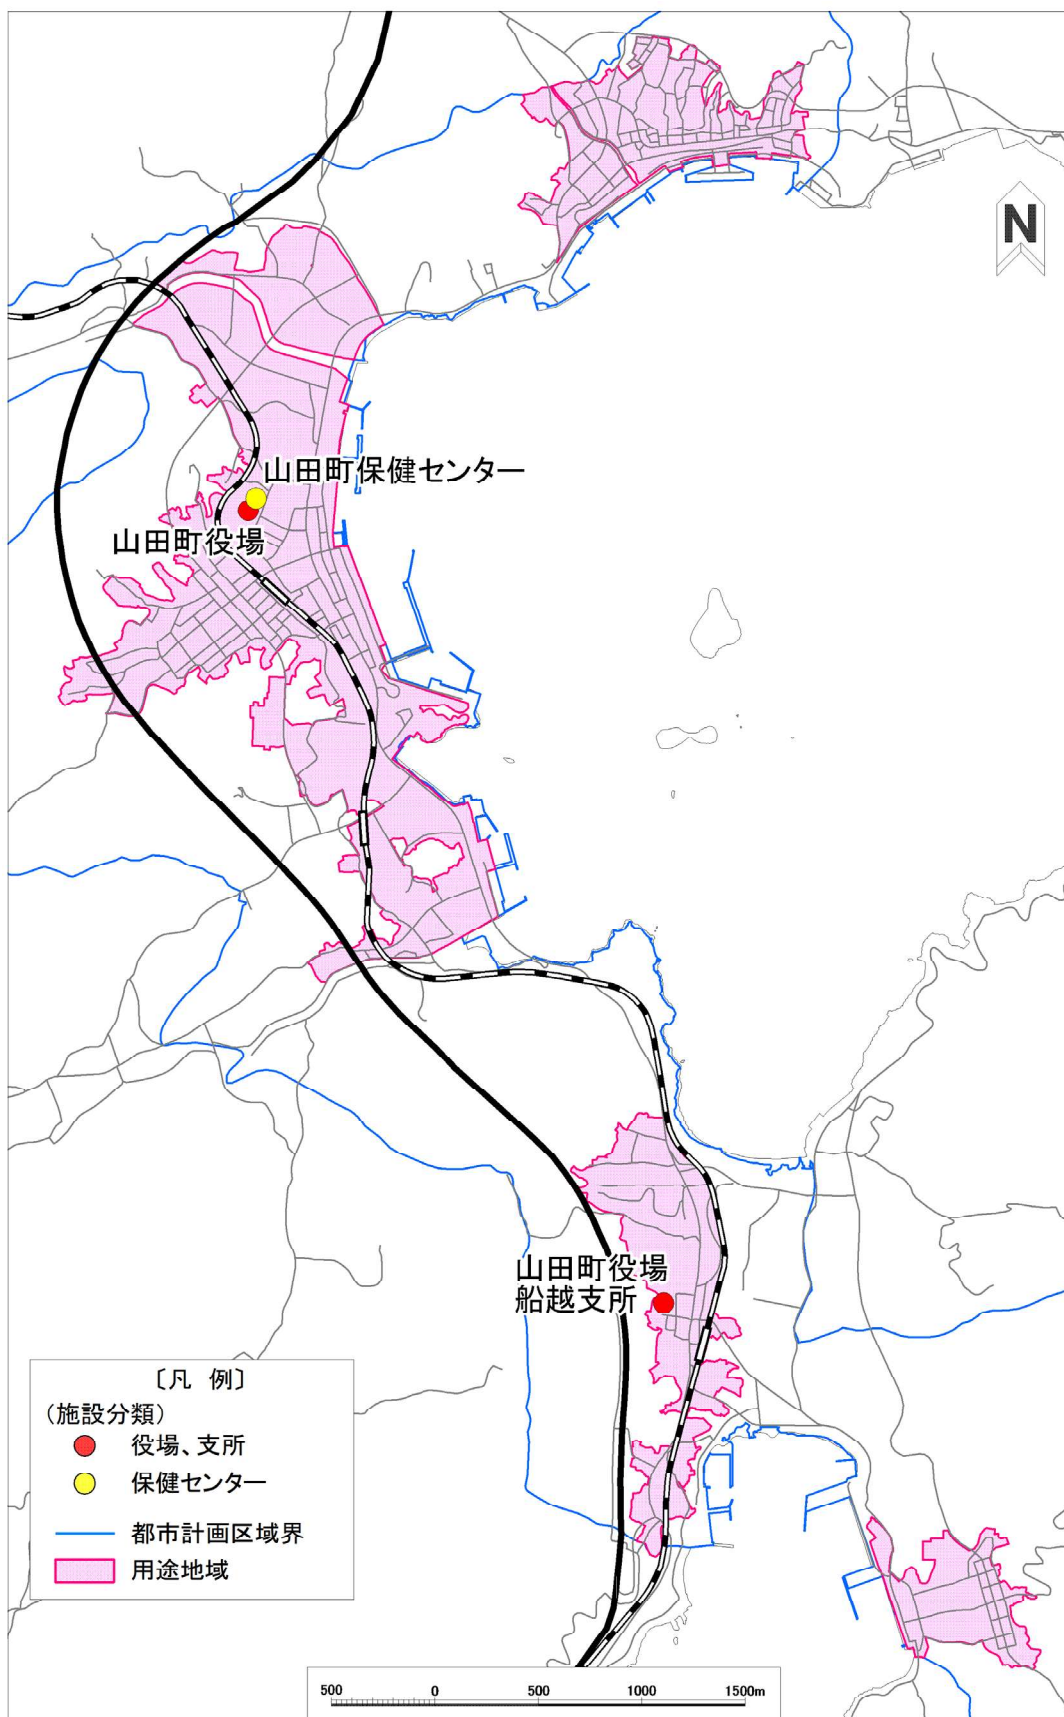 N
山田町保健センター
山田町役場
山田町役場
船越支所
〔凡 例〕
(施設分類)
役場、支所
保健センター
都市計画区域界
用途地域
500 0 500 1000 1500m